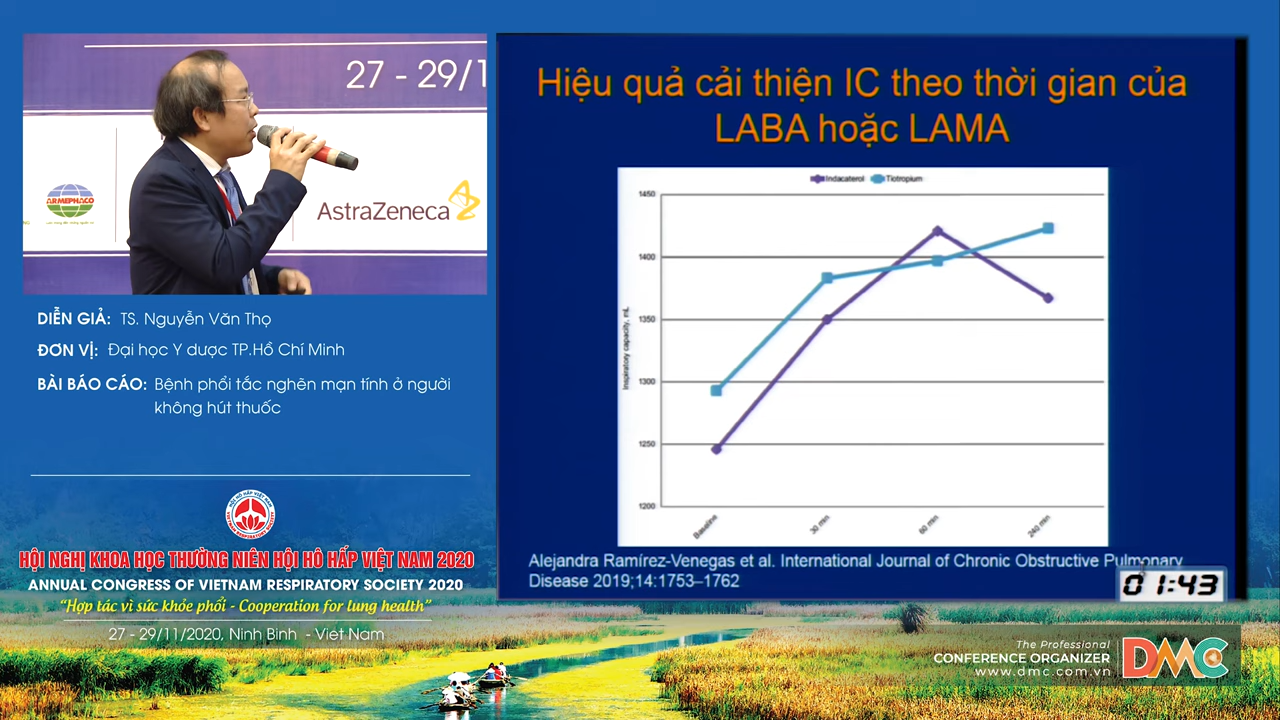 27 - 29/1
ARMEPHACO
AstraZeneca
DIỄN GIẢ: TS. Nguyễn Văn Thọ
ĐƠN VỊ: Đại học Y dược TP.Hồ Chí Minh
BÀI BÁO CÁO: Bệnh phổi tắc nghẽn mạn tính ở người
không hút thuốc
HỘI NGHỊ KHOA HỌC THƯỜNG NIÊN HỘI HÔ HẤP VIỆT NAM 2020
ANNUAL CONGRESS OF VIETNAM RESPIRATORY SOCIETY 2020
“Hợp tác vì sức khỏe phổi - Cooperation for lung health”
27 - 29/11/2020, Ninh Bình - Việt Nam
Hiệu quả cải thiện IC theo thời gian của
LABA hoặc LAMA
Indacaterol Tiotropium
Inspiratory capacity, mL
1450
1400
1350
1300
1250
1200
Baseline 30 min 60 min 240 min
Alejandra Ramírez-Venegas et al. International Journal of Chronic Obstructive Pulmonary
Disease 2019;14:1753–1762
01:43
The Professional
CONFERENCE ORGANIZER
www.dmc.com.vn
DMC